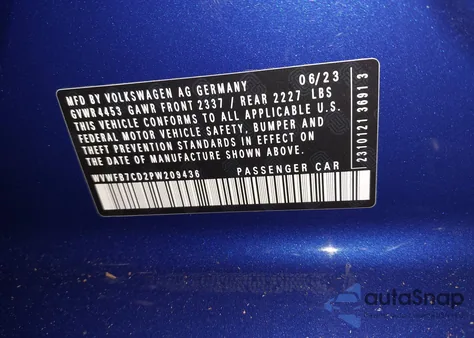 MFD BY VOLKSWAGEN AG GERMANY 06/23
GVWR 4453 GAWR FRONT 2337 / REAR 2227 LBS
THIS VEHICLE CONFORMS TO ALL APPLICABLE U.S.
FEDERAL MOTOR VEHICLE SAFETY, BUMPER AND
THEFT PREVENTION STANDARDS IN EFFECT ON
THE DATE OF MANUFACTURE SHOWN ABOVE.
WVWFB7CD2PW209436 PASSENGER CAR
2310121 3691 3
autoSnap